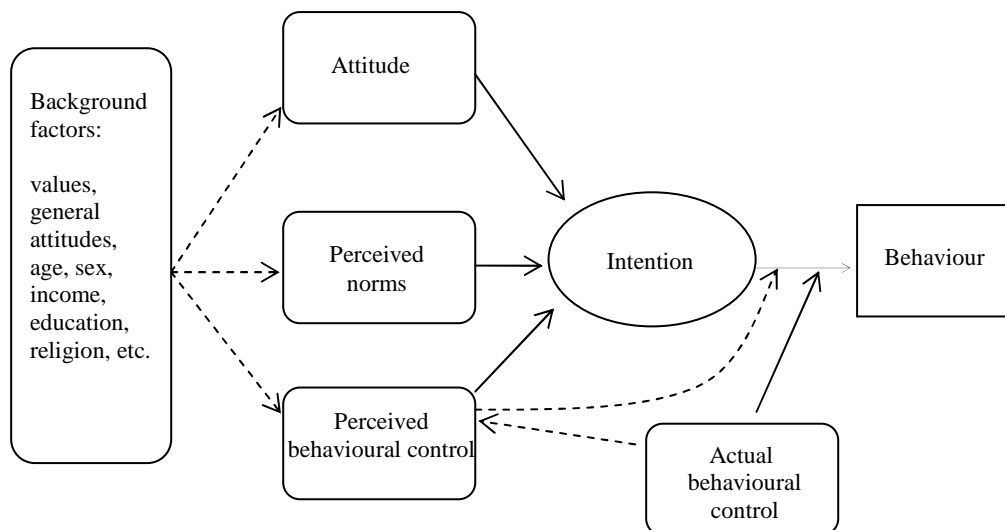 Background
factors:
values,
general
attitudes,
age, sex,
income,
education,
religion, etc.
Attitude
Perceived
norms
Perceived
behavioural control
Intention
Behaviour
Actual
behavioural
control